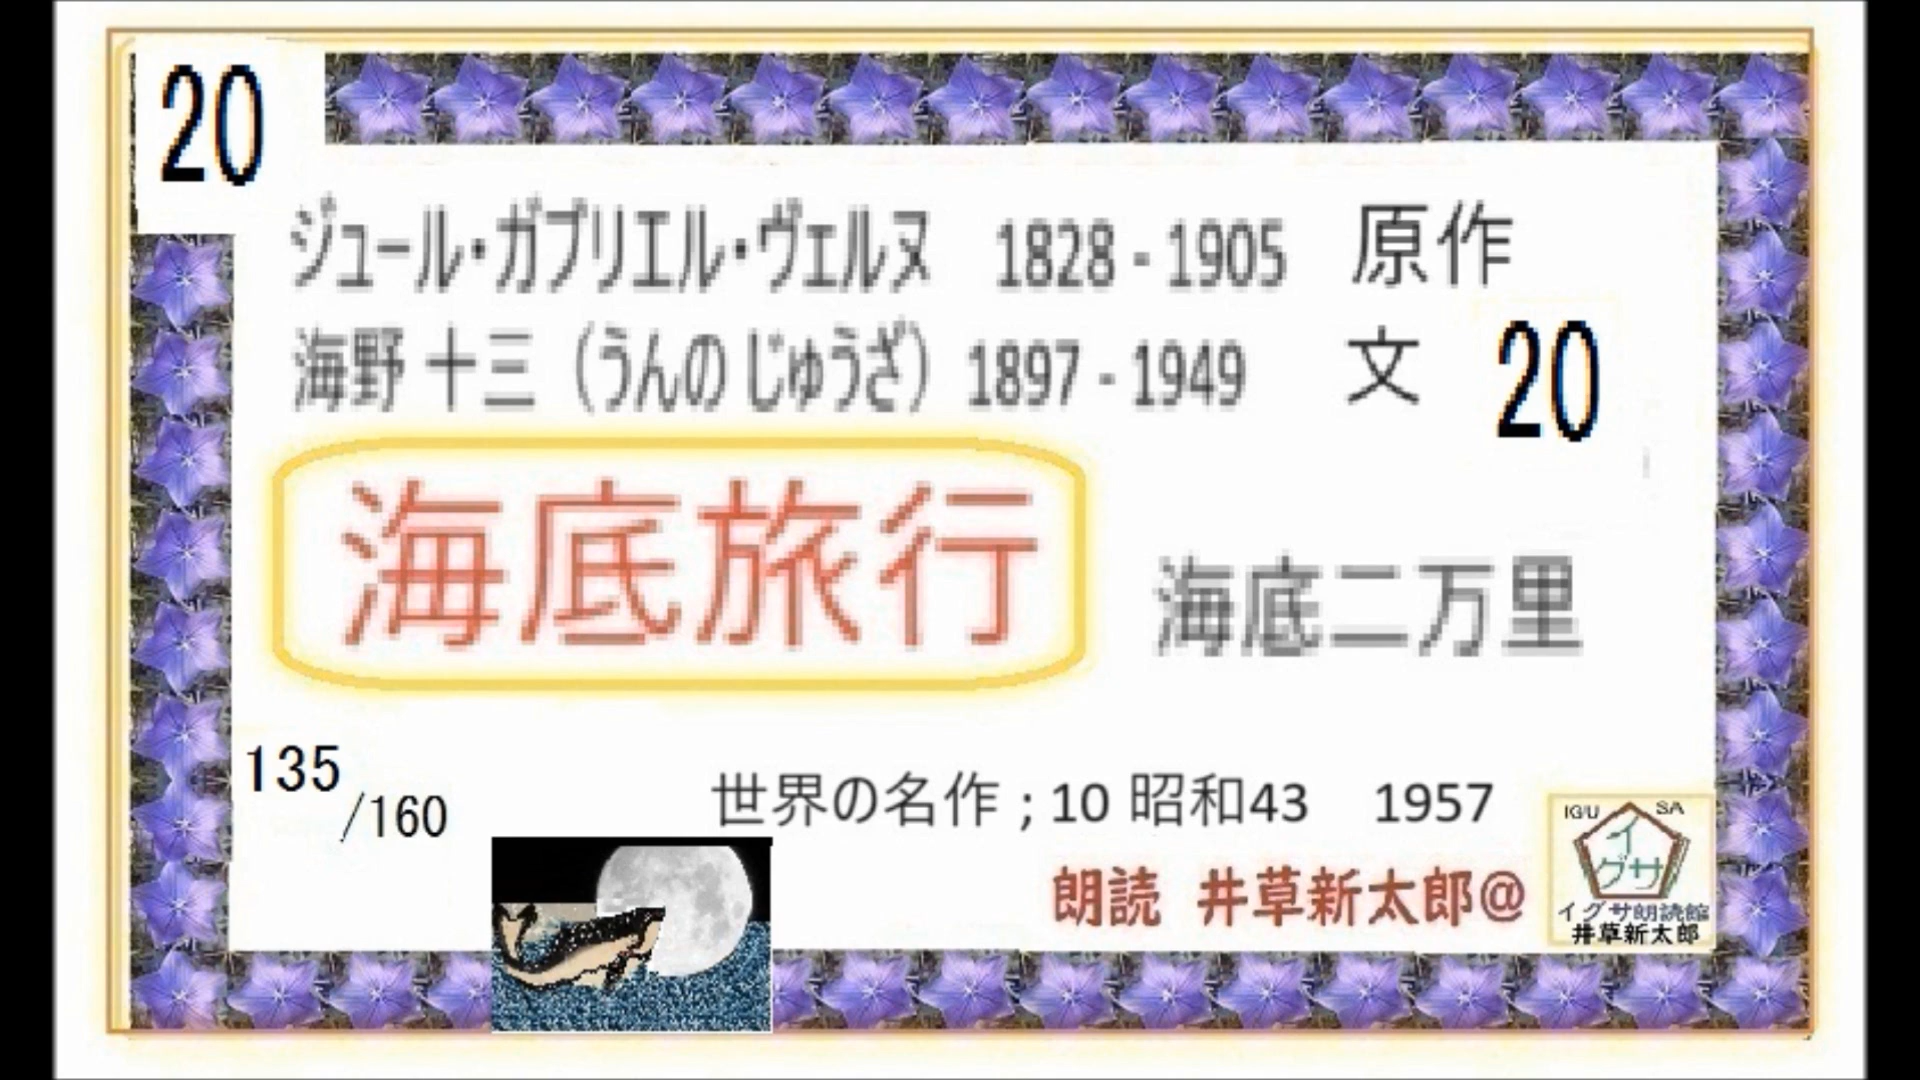 20
ジュール・ガブリエル・ヴェルヌ 1828 - 1905 原作
海野 十三（うんの じゅうざ）1897 - 1949 文 20
海底旅行
海底二万里
135/160
世界の名作 ; 10 昭和43 1957
朗読 井草新太郎@
IGU SA
イグサ
イグサ朗読館
井草新太郎